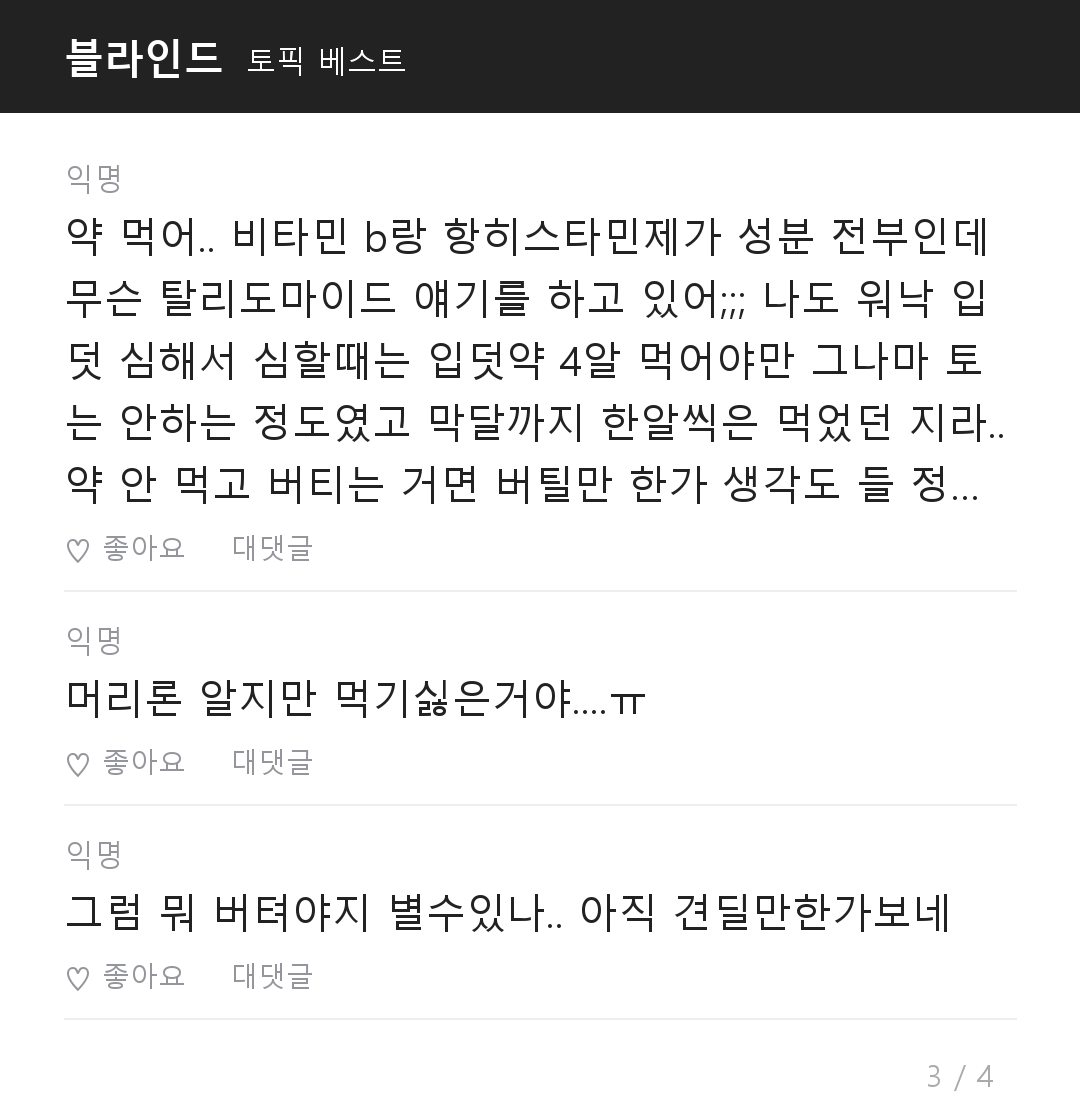 블라인드 토픽 베스트
익명
약 먹어.. 비타민 b랑 항히스타민제가 성분 전부인데
무슨 탈리도마이드 얘기를 하고 있어;;; 나도 워낙 입
덧 심해서 심할때는 입덧약 4알 먹어야만 그나마 토
는 안하는 정도였고 막달까지 한알씩은 먹었던 지라..
약 안 먹고 버티는 거면 버틸만 한가 생각도 들 정...
♡ 좋아요 대댓글
익명
머리론 알지만 먹기싫은거야....ㅠ
♡ 좋아요 대댓글
익명
그럼 뭐 버텨야지 별수있나.. 아직 견딜만한가보네
♡ 좋아요 대댓글
3 / 4